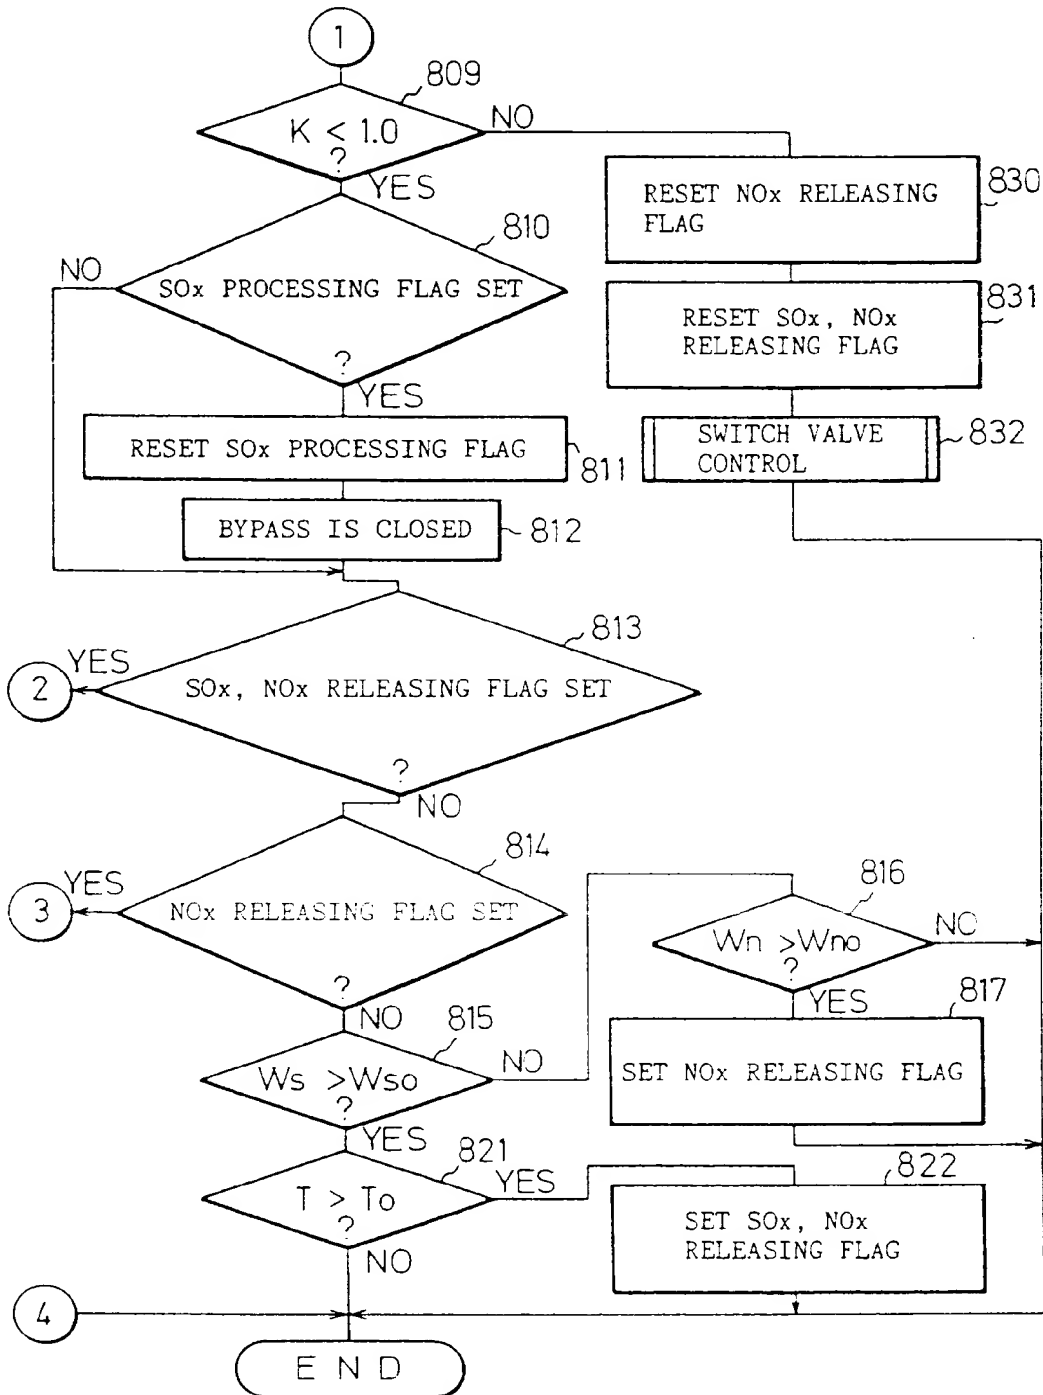 1
809
K < 1.0
?
NO
YES
RESET NOx RELEASING
FLAG
830
810
NO
SOx PROCESSING FLAG SET
?
YES
RESET SOx, NOx
RELEASING FLAG
831
RESET SOx PROCESSING FLAG
811
SWITCH VALVE
CONTROL
832
BYPASS IS CLOSED
812
813
YES
2
SOx, NOx RELEASING FLAG SET
?
NO
814
YES
3
NOx RELEASING FLAG SET
?
NO
816
Wn >Wno
?
NO
YES
817
815
NO
Ws >Wso
?
YES
SET NOx RELEASING FLAG
821
YES
T > To
?
NO
822
SET SOx, NOx
RELEASING FLAG
4
END